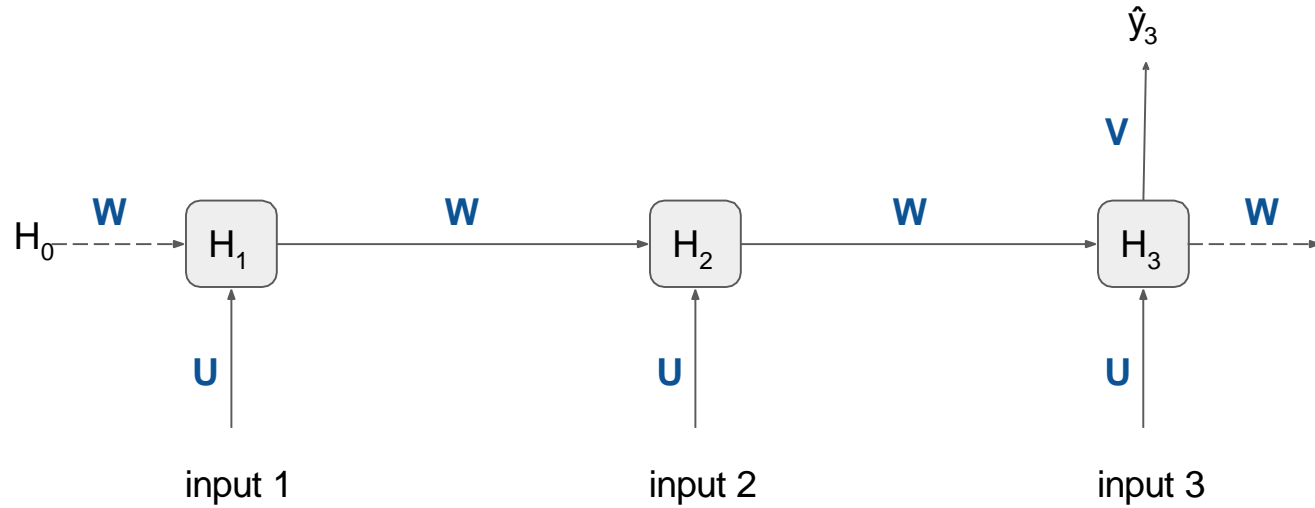 ŷ₃
V
W W W W
H₀ H₁ H₂ H₃
U U U
input 1 input 2 input 3